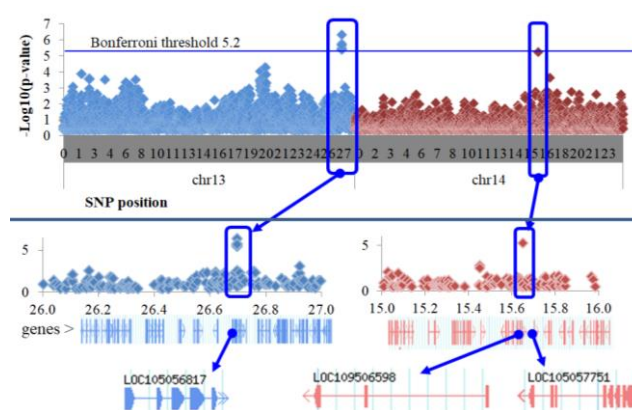 Bonferroni threshold 5.2
-Log10(p-value)
7
6
5
4
3
2
1
0
0 1 3 4 6 8 10 11 13 16 17 19 20 21 23 24 26 27 0 2 3 4 5 6 8 9 10 11 13 15 16 18 20 21 23
chr13 chr14
SNP position
5
0
26.0 26.2 26.4 26.6 26.8 27.0
5
0
15.0 15.2 15.4 15.6 15.8 16.0
genes >
LOC105056817 LOC109506598 LOC105057751